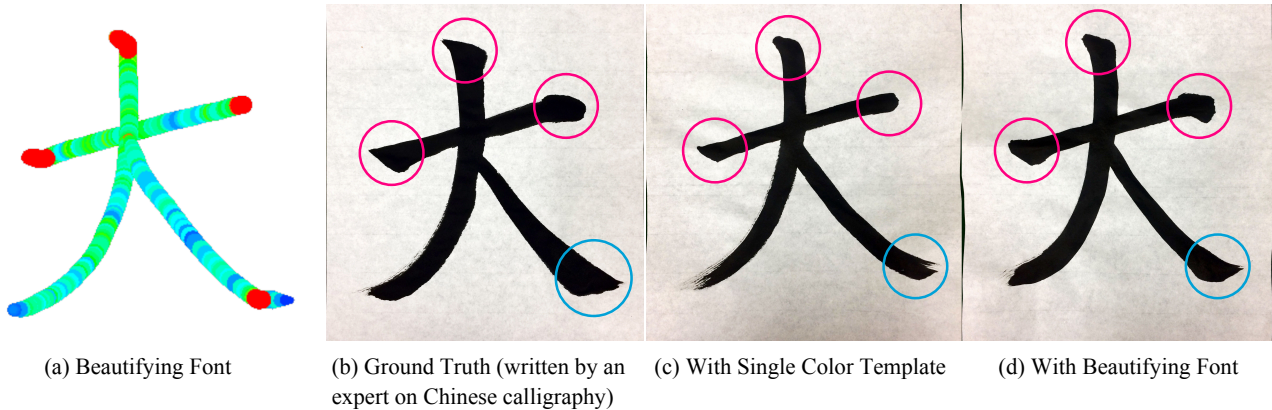 大
大
大
大
(a) Beautifying Font
(b) Ground Truth (written by an
expert on Chinese calligraphy)
(c) With Single Color Template
(d) With Beautifying Font